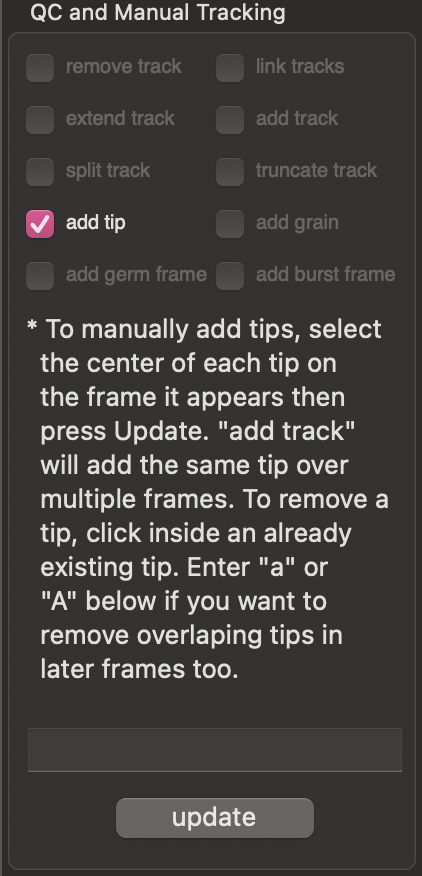 QC and Manual Tracking
remove track link tracks
extend track add track
split track truncate track
add tip add grain
add germ frame add burst frame
* To manually add tips, select
the center of each tip on
the frame it appears then
press Update. "add track"
will add the same tip over
multiple frames. To remove a
tip, click inside an already
existing tip. Enter "a" or
"A" below if you want to
remove overlaping tips in
later frames too.
update